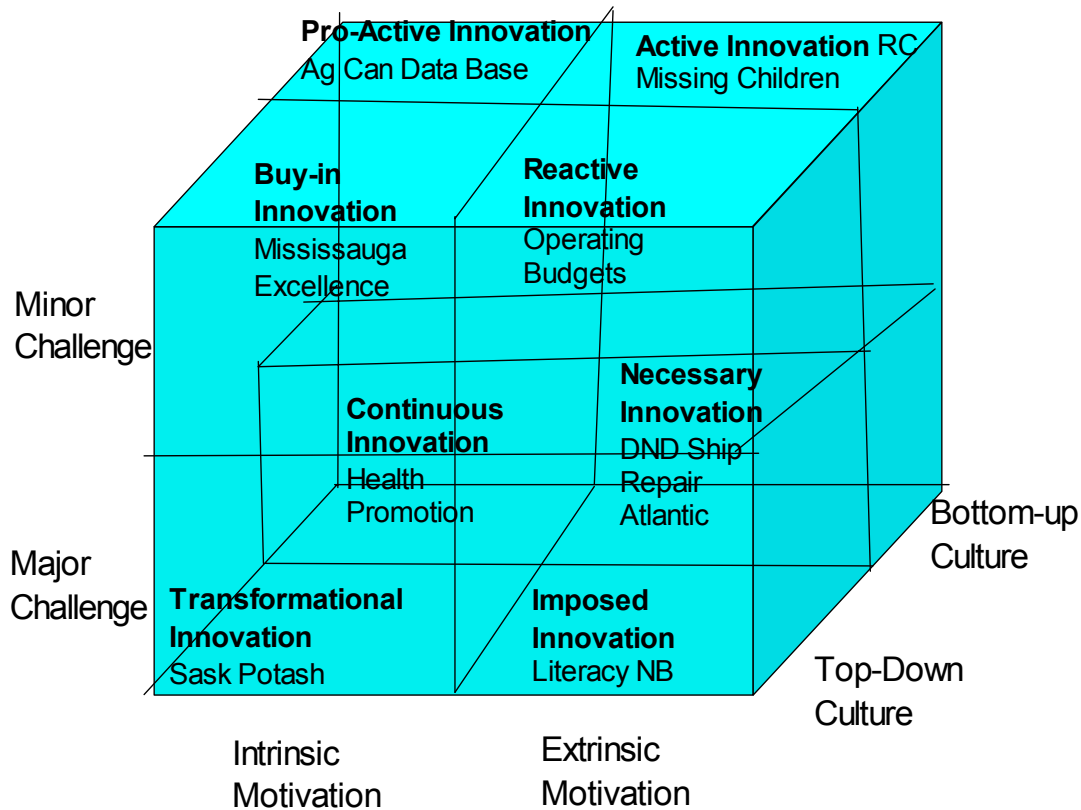 Pro-Active Innovation
Ag Can Data Base
Active Innovation RC
Missing Children
Buy-in
Innovation
Mississauga
Excellence
Reactive
Innovation
Operating
Budgets
Minor
Challenge
Continuous
Innovation
Health
Promotion
Necessary
Innovation
DND Ship
Repair
Atlantic
Bottom-up
Culture
Major
Challenge
Transformational
Innovation
Sask Potash
Imposed
Innovation
Literacy NB
Top-Down
Culture
Intrinsic
Motivation
Extrinsic
Motivation